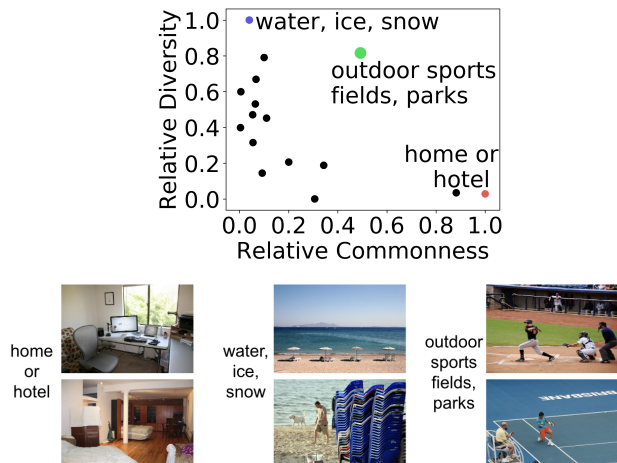 Relative Diversity
1.0
0.8
0.6
0.4
0.2
0.0
water, ice, snow
outdoor sports
fields, parks
home or
hotel
0.0 0.2 0.4 0.6 0.8 1.0
Relative Commonness
home
or
hotel
water,
ice,
snow
outdoor
sports
fields,
parks
BRISBANE